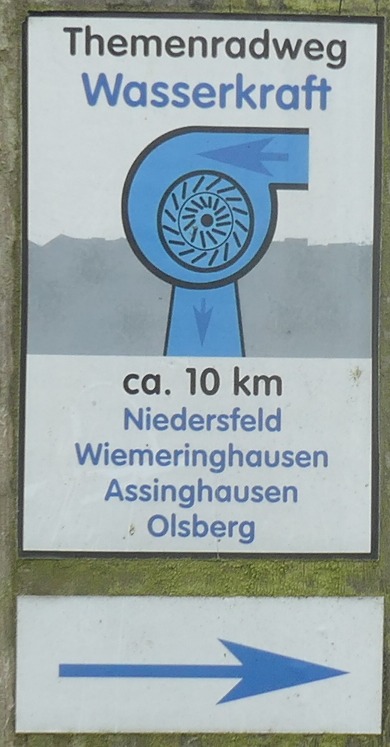 Themenradweg
Wasserkraft
ca. 10 km
Niedersfeld
Wiemeringhausen
Assinghausen
Olsberg